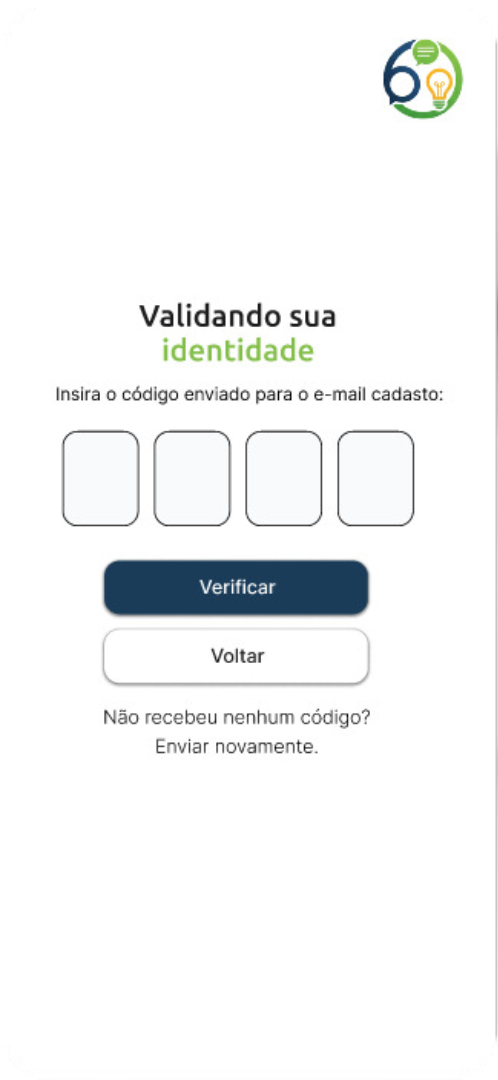 Validando sua
identidade
Insira o código enviado para o e-mail cadasto:
Verificar
Voltar
Não recebeu nenhum código?
Enviar novamente.